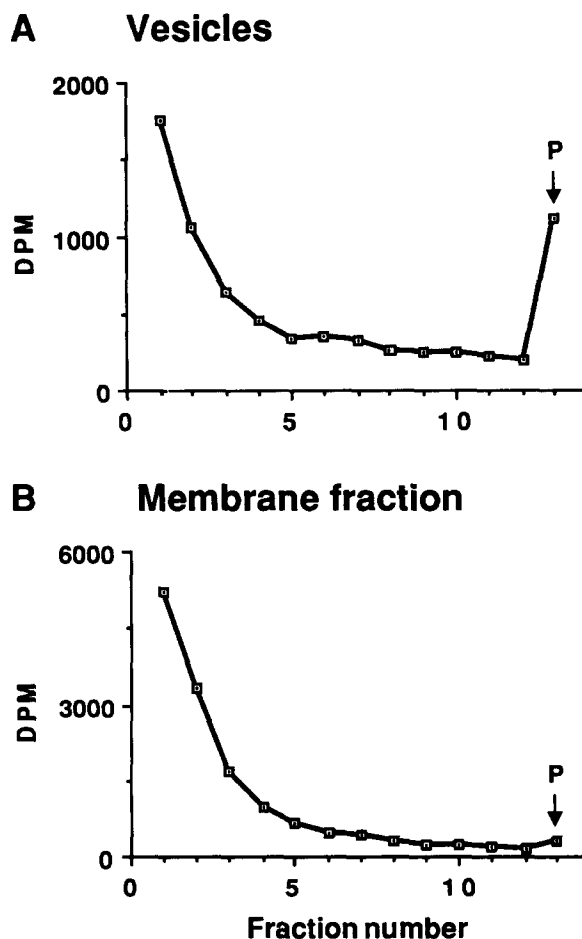 A Vesicles
2000
1000
0
DPM
P
0 5 10
B Membrane fraction
6000
3000
0
DPM
P
0 5 10
Fraction number